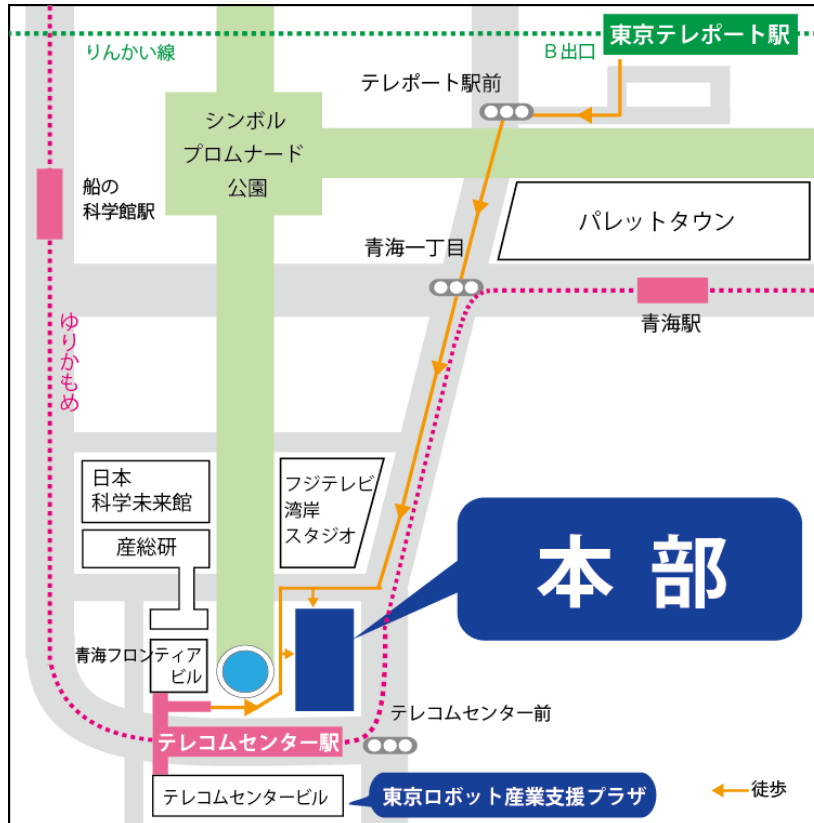 東京テレポート駅
りんかい線
B出口
テレポート駅前
シンボル
プロムナード
公園
船の
科学館駅
パレットタウン
青海一丁目
青海駅
ゆりかもめ
日本
科学未来館
フジテレビ
湾岸
スタジオ
産総研
本部
青海フロンティア
ビル
テレコムセンター前
テレコムセンター駅
テレコムセンタービル
東京ロボット産業支援プラザ
徒歩